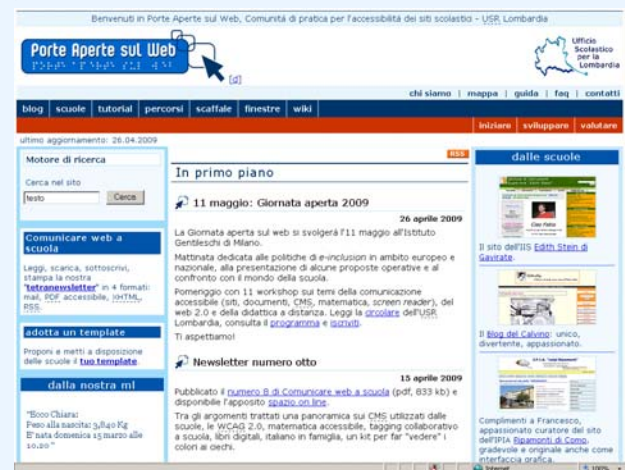 Benvenuti in Porte Aperte sul Web, Comunità di pratica per l'accessibilità dei siti scolastici - USR Lombardia
Porte Aperte sul Web
[d]
Ufficio
Scolastico
per la
Lombardia
chi siamo | mappa | guida | faq | contatti
blog scuole tutorial percorsi scaffale finestre wiki
iniziare sviluppare valutare
ultimo aggiornamento: 26.04.2009
Motore di ricerca
Cerca nel sito
testo Cerca
Comunicare web a
scuola
Leggi, scarica, sottoscrivi,
stampa la nostra
"tetranewsletter" in 4 formati:
mail, PDF accessibile, XHTML,
RSS.
adotta un template
Proponi e metti a disposizione
delle scuole il tuo template.
dalla nostra ml
"Ecco Chiara:
Peso alla nascita: 3,840 Kg
E' nata domenica 15 marzo alle
10.20 "
RSS
In primo piano
11 maggio: Giornata aperta 2009
26 aprile 2009
La Giornata aperta sul web si svolgerà l'11 maggio all'Istituto
Gentileschi di Milano.
Mattinata dedicata alle politiche di e-inclusion in ambito europeo e
nazionale, alla presentazione di alcune proposte operative e al
confronto con il mondo della scuola.
Pomeriggio con 11 workshop sui temi della comunicazione
accessibile (siti, documenti, CMS, matematica, screen reader), del
web 2.0 e della didattica a distanza. Leggi la circolare dell'USR
Lombardia, consulta il programma e iscriviti.
Ti aspettiamo!
Newsletter numero otto
15 aprile 2009
Pubblicato il numero 8 di Comunicare web a scuola (pdf, 833 kb) e
disponibile l'apposito spazio on line.
Tra gli argomenti trattati una panoramica sui CMS utilizzati dalle
scuole, le WCAG 2.0, matematica accessibile, tagging collaborativo
a scuola, libri digitali, italiano in famiglia, un kit per far "vedere" i
colori ai ciechi.
dalle scuole
Il sito dell'IIS Edith Stein di
Gavirate.
Il Blog del Calvino: unico,
divertente, appassionato.
Complimenti a Francesco,
appassionato curatore del sito
dell'IPIA Ripamonti di Como,
gradevole e originale anche come
interfaccia grafica.
Internet 100%